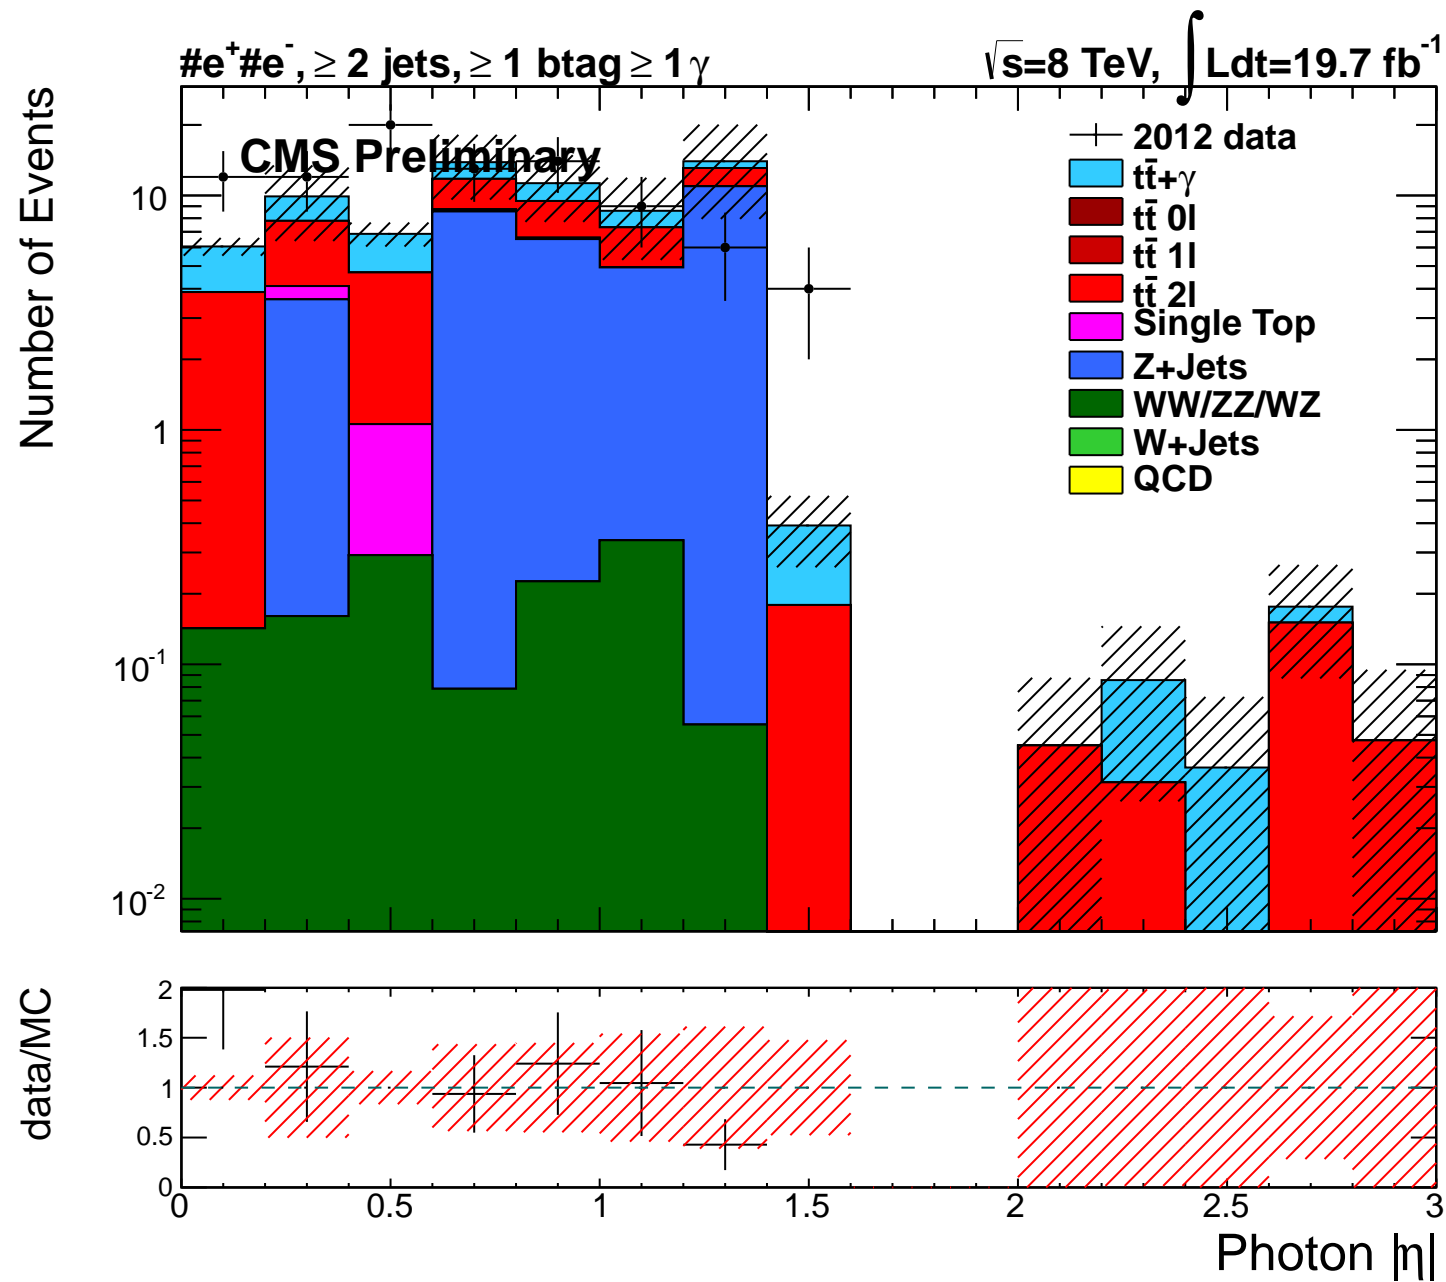 #e⁺#e⁻, ≥ 2 jets, ≥ 1 btag ≥ 1 γ
√s=8 TeV, ∫Ldt=19.7 fb⁻¹
CMS Preliminary
2012 data
tt̄+γ
tt̄ 0l
tt̄ 1l
tt̄ 2l
Single Top
Z+Jets
WW/ZZ/WZ
W+Jets
QCD
Number of Events
10
1
10⁻¹
10⁻²
data/MC
2
1.5
1
0.5
0
0 0.5 1 1.5 2 2.5 3
Photon |η|